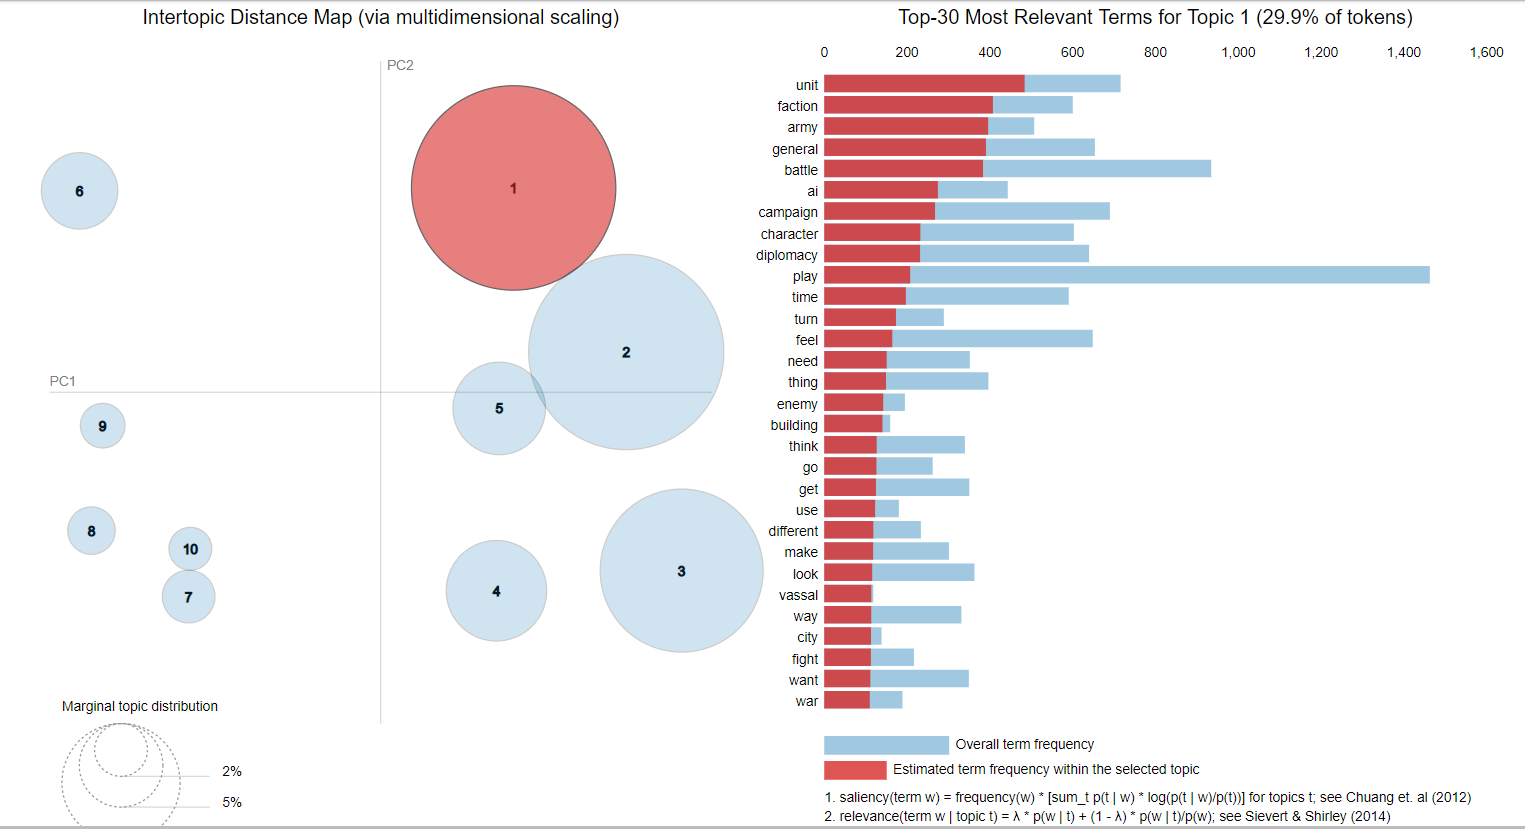 Intertopic Distance Map (via multidimensional scaling)
PC2
PC1
1
2
3
4
5
6
7
8
9
10
Marginal topic distribution
2%
5%
Top-30 Most Relevant Terms for Topic 1 (29.9% of tokens)
0 200 400 600 800 1,000 1,200 1,400 1,600
unit
faction
army
general
battle
ai
campaign
character
diplomacy
play
time
turn
feel
need
thing
enemy
building
think
go
get
use
different
make
look
vassal
way
city
fight
want
war
Overall term frequency
Estimated term frequency within the selected topic
1. saliency(term w) = frequency(w) * [sum_t p(t | w) * log(p(t | w)/p(t))] for topics t; see Chuang et. al (2012)
2. relevance(term w | topic t) = λ * p(w | t) + (1 - λ) * p(w | t)/p(w); see Sievert & Shirley (2014)